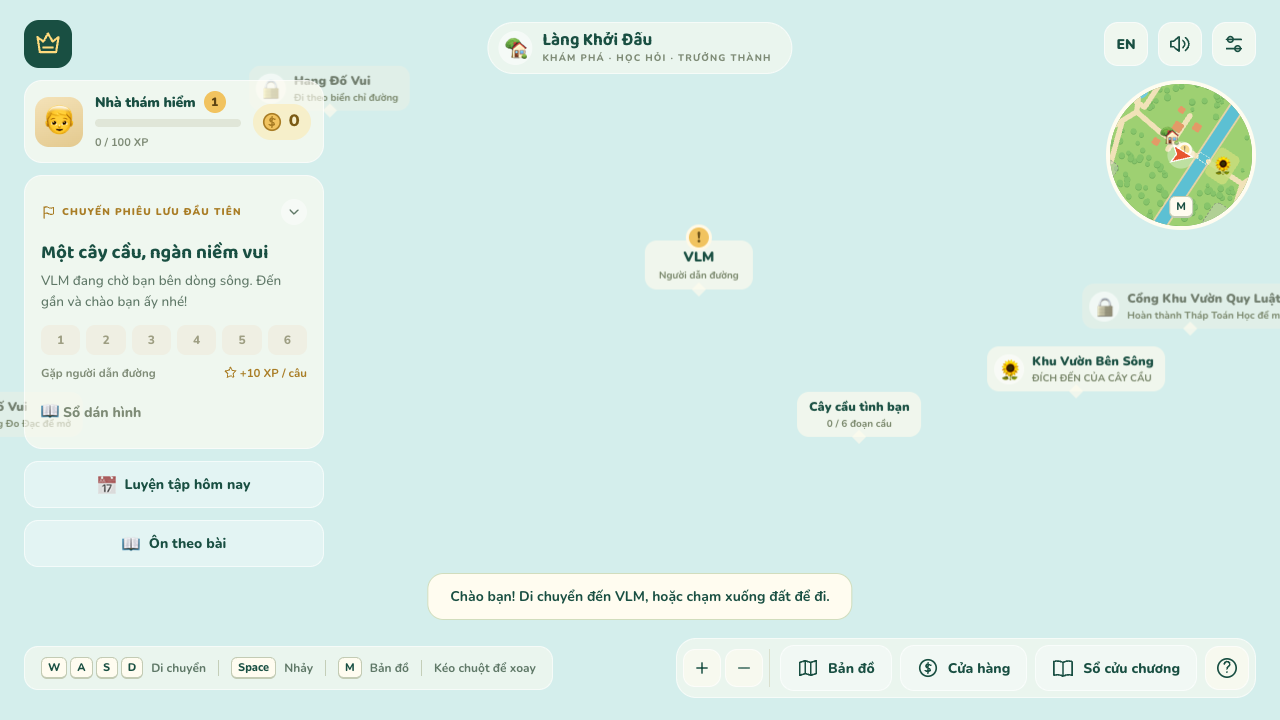 Làng Khởi Đầu
KHÁM PHÁ · HỌC HỎI · TRƯỞNG THÀNH
EN
Hang Đố Vui
Đi theo biển chỉ đường
Nhà thám hiểm 1
0
0 / 100 XP
CHUYẾN PHIÊU LƯU ĐẦU TIÊN
Một cây cầu, ngàn niềm vui
VLM đang chờ bạn bên dòng sông. Đến
gần và chào bạn ấy nhé!
1 2 3 4 5 6
Gặp người dẫn đường
+10 XP / câu
Sổ dán hình
Luyện tập hôm nay
Ôn theo bài
!
VLM
Người dẫn đường
M
Cổng Khu Vườn Quy Luật
Hoàn thành Tháp Toán Học để
Khu Vườn Bên Sông
ĐÍCH ĐẾN CỦA CÂY CẦU
Cây cầu tình bạn
0 / 6 đoạn cầu
Chào bạn! Di chuyển đến VLM, hoặc chạm xuống đất để đi.
W A S D Di chuyển Space Nhảy M Bản đồ Kéo chuột để xoay
+ − Bản đồ Cửa hàng Sổ cửu chương ?